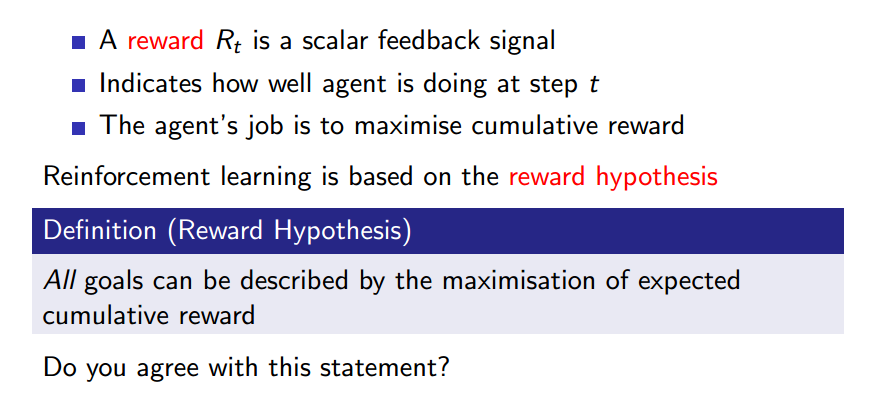 A reward Rt is a scalar feedback signal
Indicates how well agent is doing at step t
The agent's job is to maximise cumulative reward
Reinforcement learning is based on the reward hypothesis
Definition (Reward Hypothesis)
All goals can be described by the maximisation of expected
cumulative reward
Do you agree with this statement?